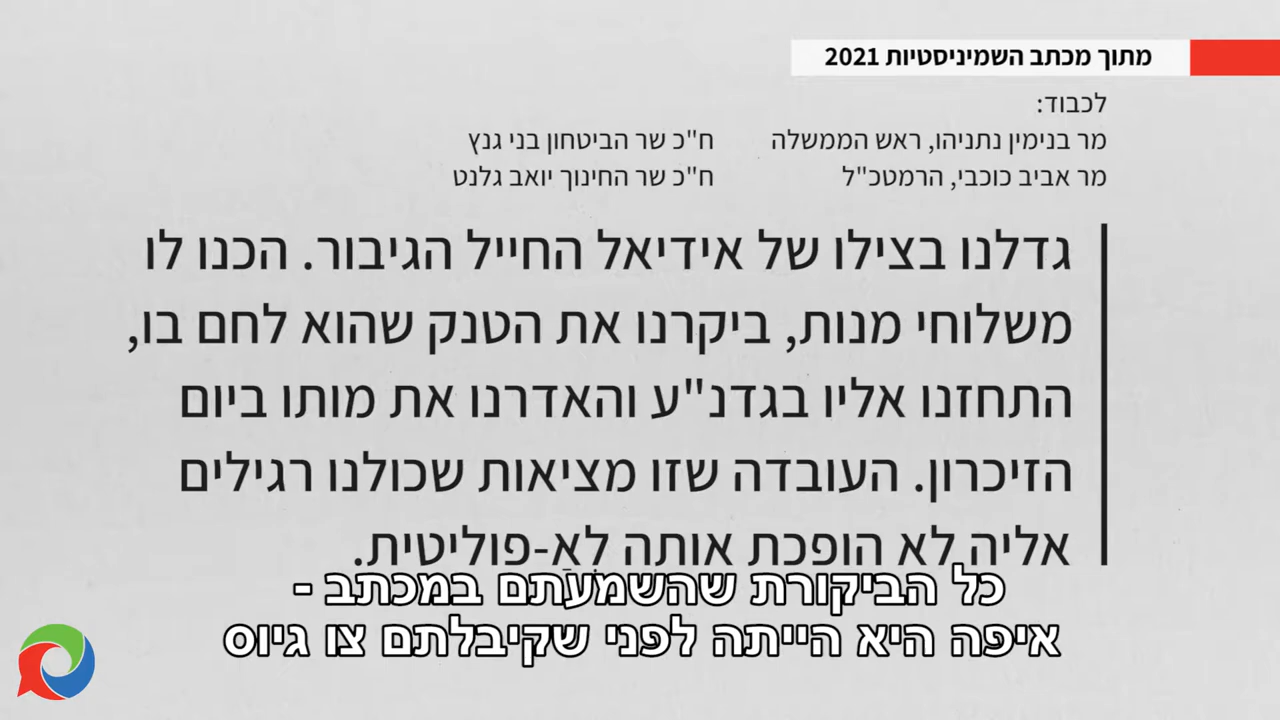 מתוך מכתב השמיניסטיות 2021
לכבוד:
מר בנימין נתניהו, ראש הממשלה
ח"כ שר הביטחון בני גנץ
מר אביב כוכבי, הרמטכ"ל
ח"כ שר החינוך יואב גלנט
גדלנו בצילו של אידיאל החייל הגיבור. הכנו לו
משלוחי מנות, ביקרנו את הטנק שהוא לחם בו,
התחזנו אליו בגדנ"ע והאדרנו את מותו ביום
הזיכרון. העובדה שזו מציאות שכולנו רגילים
אליה לא הופכת אותה לא-פוליטית.
כל הביקורת שהשמעתם במכתב -
איפה היא הייתה לפני שקיבלתם צו גיוס